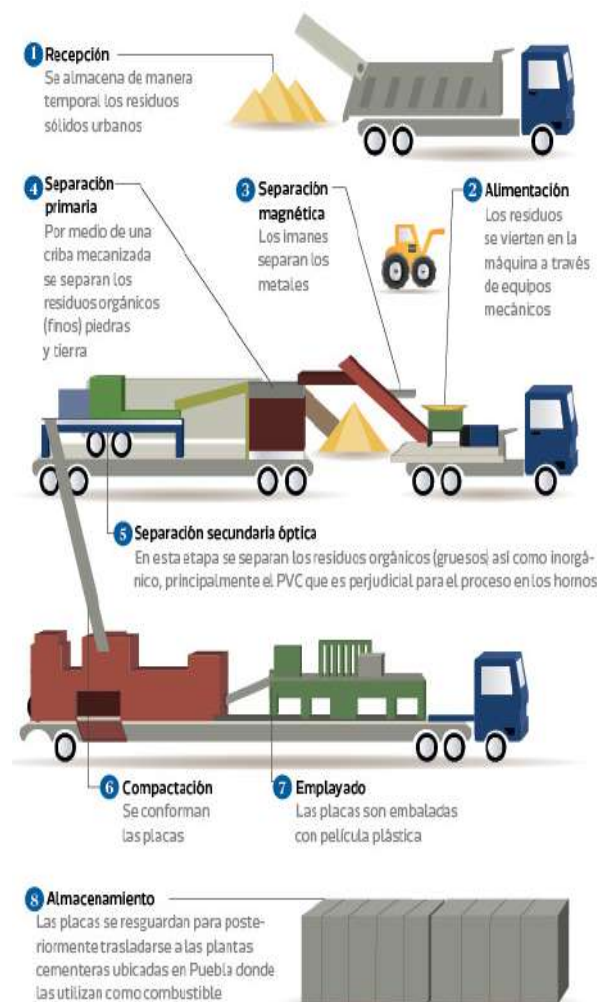 1 Recepción
Se almacena de manera
temporal los residuos
sólidos urbanos
2 Alimentación
Los residuos
se vierten en la
máquina a través
de equipos
mecánicos
3 Separación
magnética
Los imanes
separan los
metales
4 Separación
primaria
Por medio de una
criba mecanizada
se separan los
residuos orgánicos
(finos) piedras
y tierra
5 Separación secundaria óptica
En esta etapa se separan los residuos orgánicos (gruesos) así como inorgá-
nico, principalmente el PVC que es perjudicial para el proceso en los hornos
6 Compactación
Se conforman
las placas
7 Emplayado
Las placas son embaladas
con película plástica
8 Almacenamiento
Las placas se resguardan para poste-
riormente trasladarse a las plantas
cementeras ubicadas en Puebla donde
las utilizan como combustible